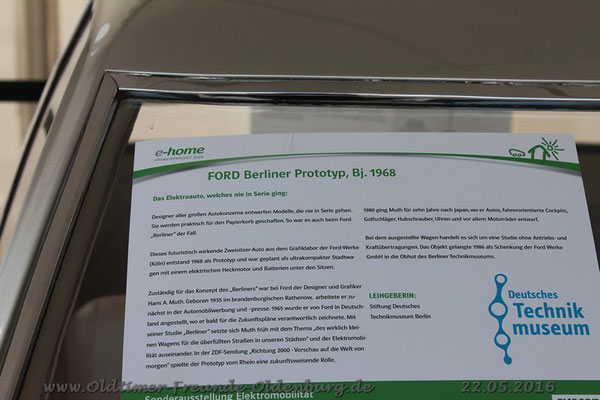 e-home
ENERGIEPROJEKT 2020
FORD Berliner Prototyp, Bj. 1968
Das Elektroauto, welches nie in Serie ging:
Designer aller großen Autokonzerne entwerfen Modelle, die nie in Serie gehen.
Sie werden praktisch für den Papierkorb geschaffen. So war es auch beim Ford
„Berliner" der Fall.
Dieses futuristisch wirkende Zweisitzer-Auto aus dem Grafiklabor der Ford-Werke
(Köln) entstand 1968 als Prototyp und war geplant als ultrakompakter Stadtwa-
gen mit einem elektrischen Heckmotor und Batterien unter den Sitzen.
Zuständig für das Konzept des „Berliners" war bei Ford der Designer und Grafiker
Hans A. Muth. Geboren 1935 im brandenburgischen Rathenow, arbeitete er zu-
nächst in der Automobilwerbung und -presse. 1965 wurde er von Ford in Deutsch-
land angestellt, wo er bald für die Zukunftspläne verantwortlich zeichnete. Mit
seiner Studie „Berliner" setzte sich Muth früh mit dem Thema „des wirklich klei-
nen Wagens für die überfüllten Straßen in unseren Städten" und der Elektromobi-
lität auseinander. In der ZDF-Sendung „Richtung 2000 - Vorschau auf die Welt von
morgen" spielte der Prototyp vom Rhein eine zukunftsweisende Rolle.
1980 ging Muth für zehn Jahre nach Japan, wo er Autos, fahrerorientierte Cockpits,
Golfschläger, Hubschrauber, Uhren und vor allem Motorräder entwarf.
Bei dem ausgestellte Wagen handelt es sich um eine Studie ohne Antriebs- und
Kraftübertragungen. Das Objekt gelangte 1986 als Schenkung der Ford Werke
GmbH in die Obhut des Berliner Technikmuseums.
LEIHGEBERIN:
Stiftung Deutsches
Technikmuseum Berlin
Deutsches
Technik
museum
www.Oldtimer-Freunde-Oldenburg.de 22.05.2016
Sonderausstellung Elektromobilität